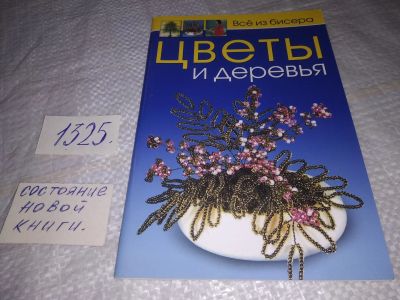 Всё из бисера
ЦВЕТЫ
и деревья
1325.
состояние
новой
книги.